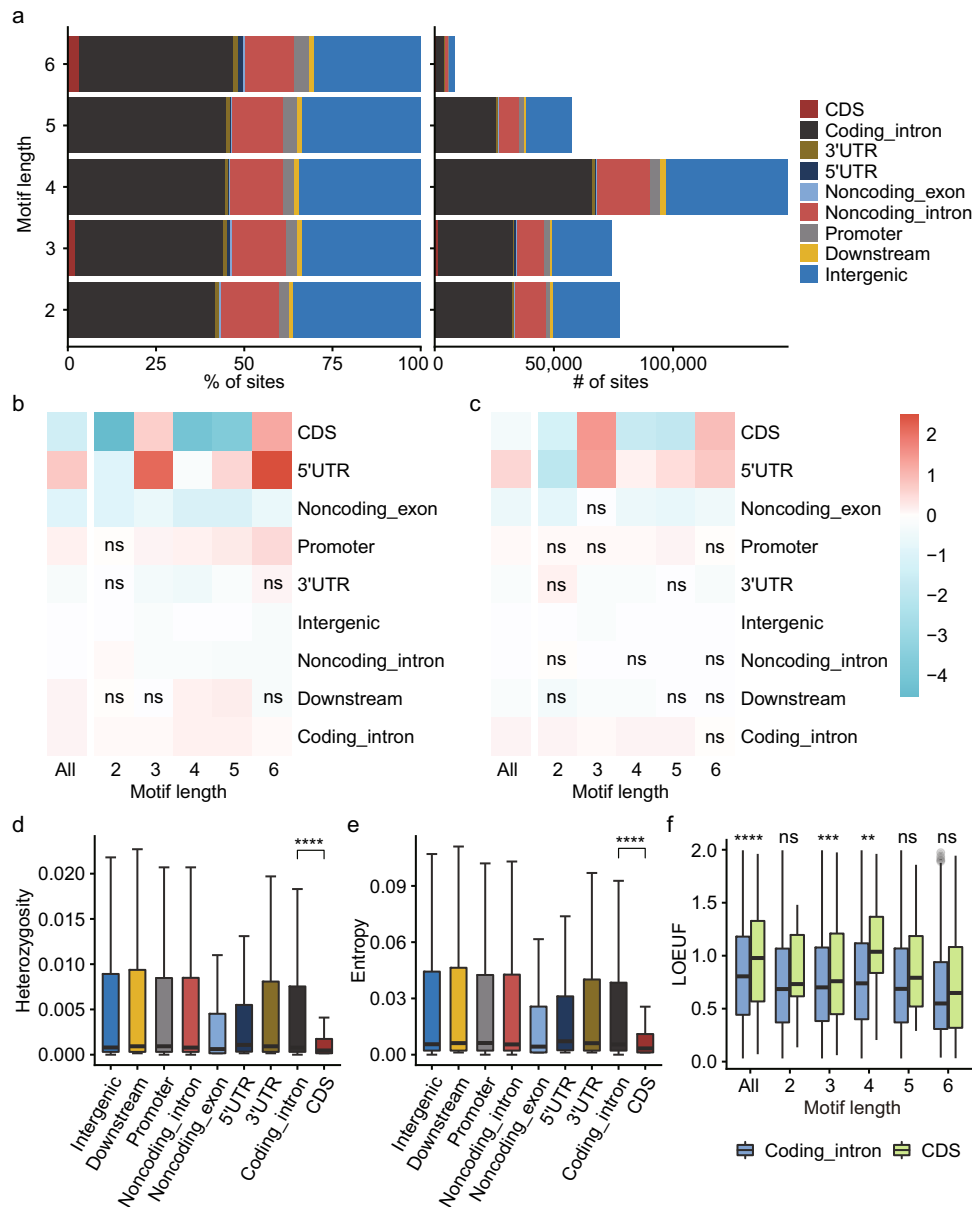 a
Motif length
6
5
4
3
2
0
25
50
75
100
% of sites
0
50,000
100,000
# of sites
CDS
Coding_intron
3'UTR
5'UTR
Noncoding_exon
Noncoding_intron
Promoter
Downstream
Intergenic
b
CDS
5'UTR
Noncoding_exon
ns
Promoter
ns
ns
3'UTR
Intergenic
Noncoding_intron
ns
ns
ns
Downstream
Coding_intron
All
2
3
4
5
6
Motif length
c
CDS
5'UTR
ns
Noncoding_exon
ns
ns
ns
Promoter
ns
ns
3'UTR
Intergenic
ns
ns
ns
Noncoding_intron
ns
ns
ns
Downstream
ns
Coding_intron
All
2
3
4
5
6
Motif length
2
1
0
−1
−2
−3
−4
d
Heterozygosity
0.020
0.015
0.010
0.005
0.000
****
Intergenic
Downstream
Promoter
Noncoding_intron
Noncoding_exon
5'UTR
3'UTR
Coding_intron
CDS
e
Entropy
0.09
0.06
0.03
0.00
****
Intergenic
Downstream
Promoter
Noncoding_intron
Noncoding_exon
5'UTR
3'UTR
Coding_intron
CDS
f
LOEUF
2.0
1.5
1.0
0.5
0.0
****
ns
***
**
ns
ns
All
2
3
4
5
6
Motif length
Coding_intron
CDS